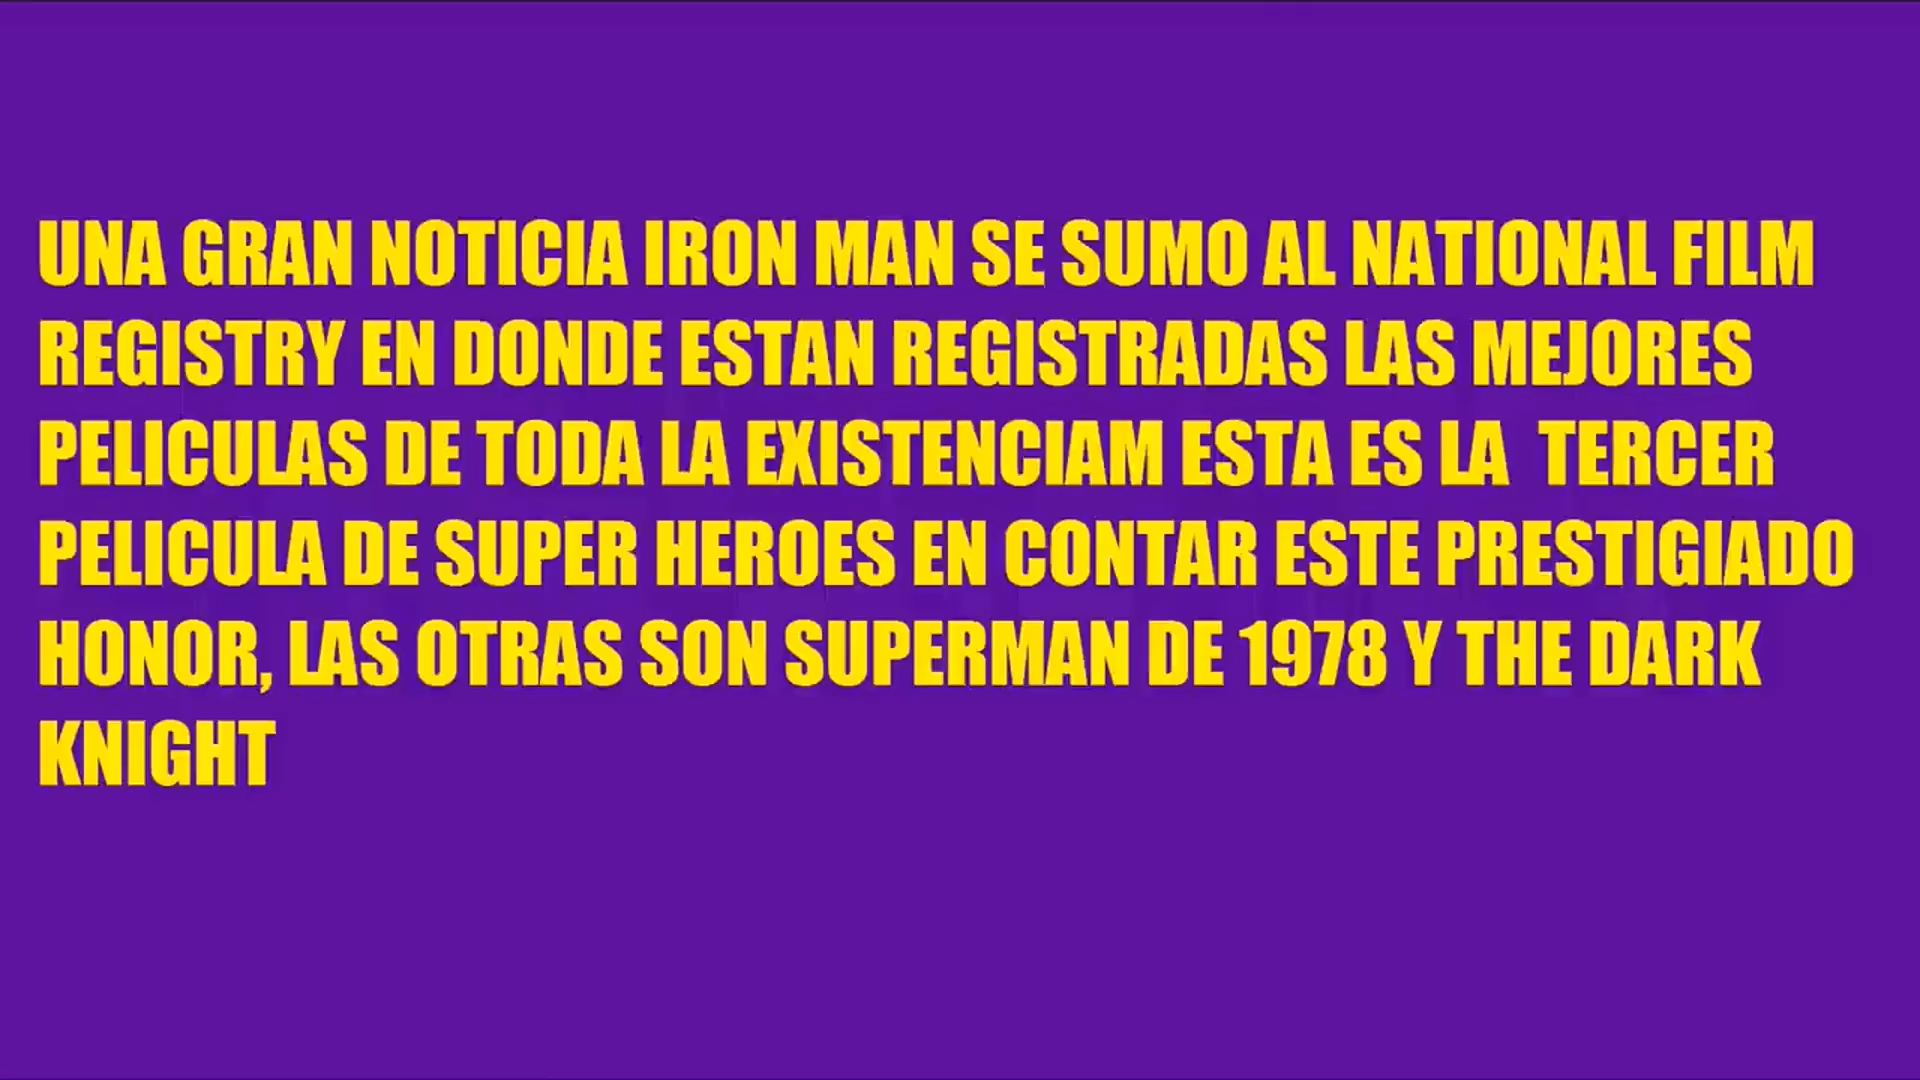 UNA GRAN NOTICIA IRON MAN SE SUMO AL NATIONAL FILM
REGISTRY EN DONDE ESTAN REGISTRADAS LAS MEJORES
PELICULAS DE TODA LA EXISTENCIAM ESTA ES LA  TERCER
PELICULA DE SUPER HEROES EN CONTAR ESTE PRESTIGIADO
HONOR, LAS OTRAS SON SUPERMAN DE 1978 Y THE DARK
KNIGHT